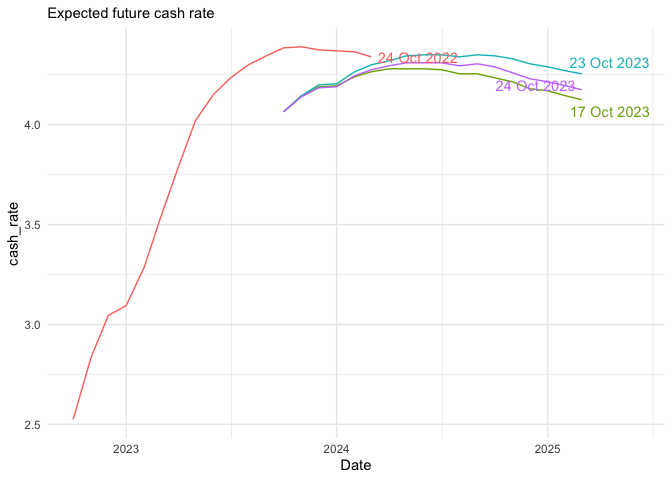 Expected future cash rate
24 Oct 2022
23 Oct 2023
24 Oct 2023
17 Oct 2023
4.0
3.5
3.0
2.5
cash_rate
2023
2024
2025
Date